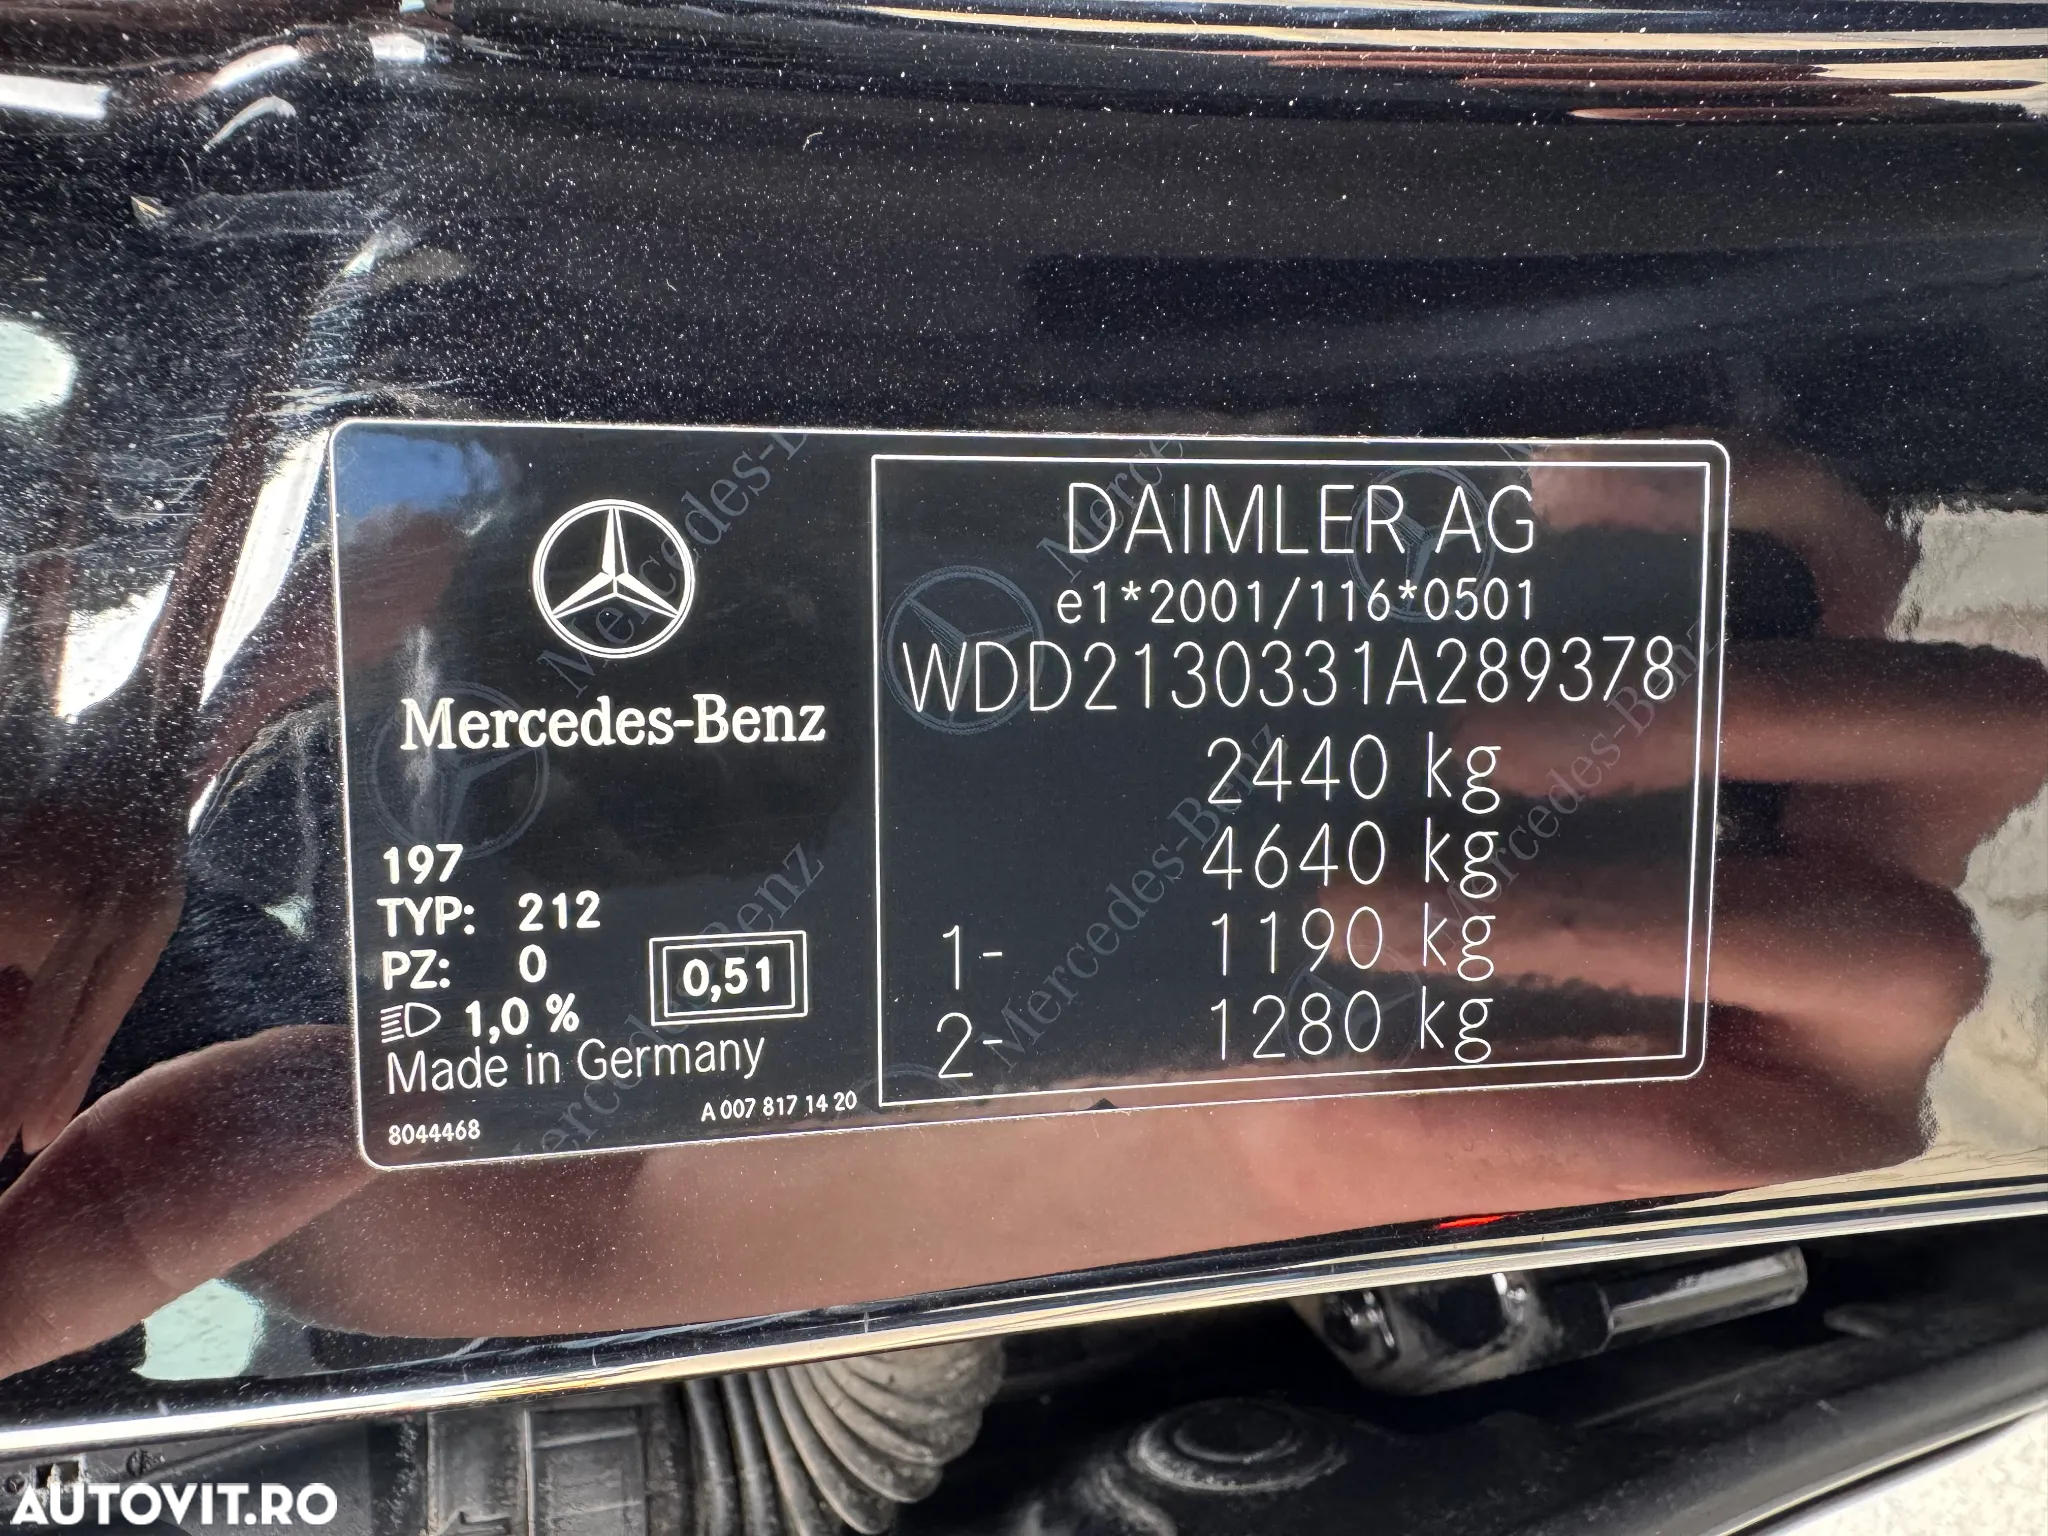 Mercedes-Benz
197
TYP: 212
PZ: 0
1,0 %
0,51
Made in Germany
8044468
A 007 817 14 20
DAIMLER AG
e1*2001/116*0501
WDD2130331A289378
2440 kg
4640 kg
1- 1190 kg
2- 1280 kg
AUTOVIT.RO